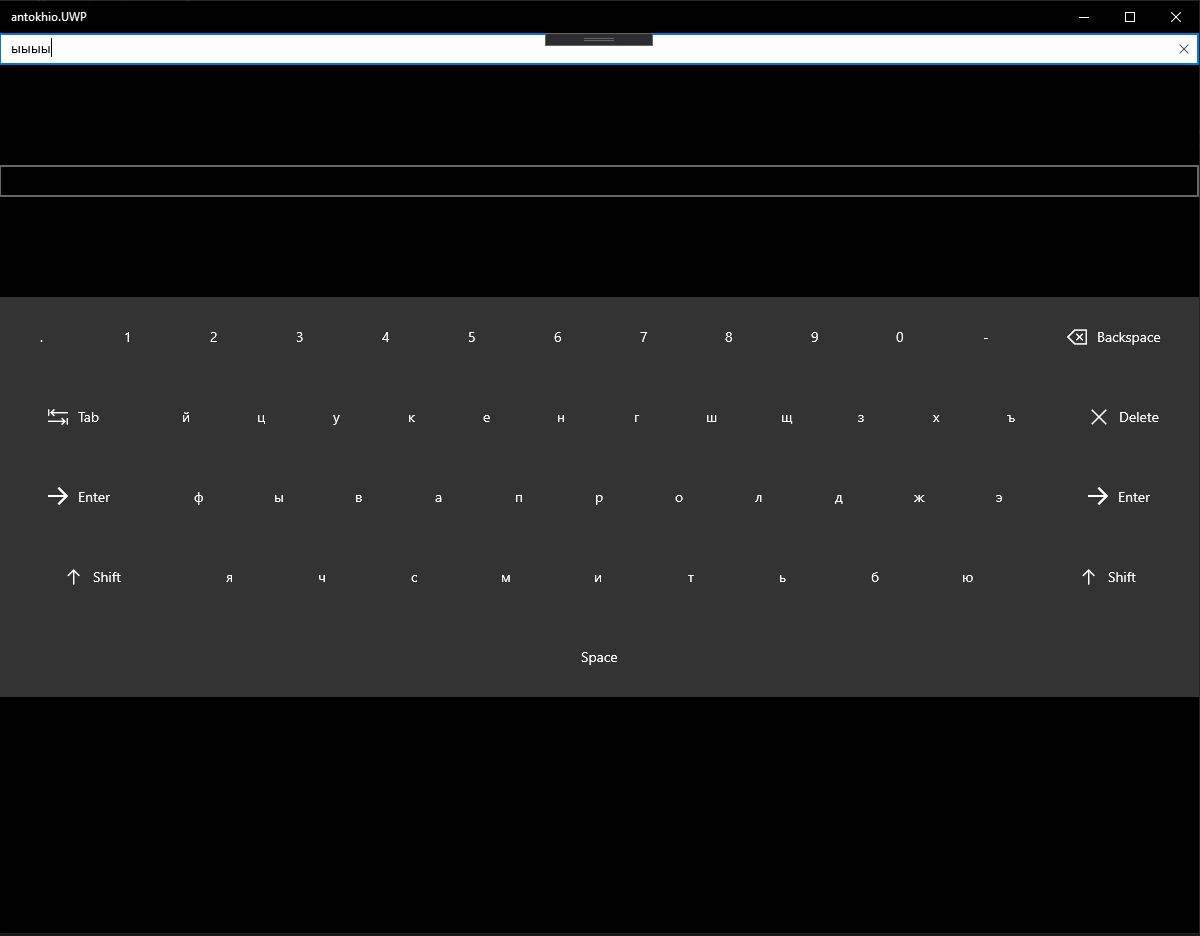 antokhio.UWP
ыыыы
. 1 2 3 4 5 6 7 8 9 0 - Backspace
Tab й ц у к е н г ш щ з х ъ Delete
Enter ф ы в а п р о л д ж э Enter
Shift я ч с м и т ь б ю Shift
Space